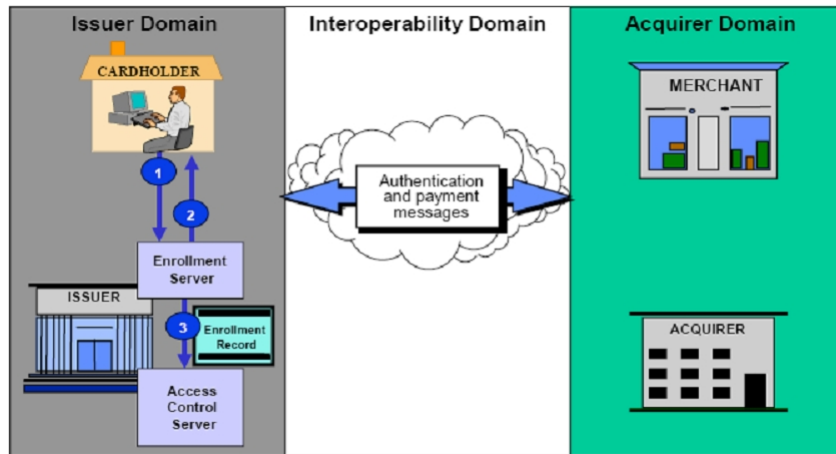 Issuer Domain
Interoperability Domain
Acquirer Domain
CARDHOLDER
1
2
Enrollment
Server
ISSUER
3
Enrollment
Record
Access
Control
Server
Authentication
and payment
messages
MERCHANT
ACQUIRER